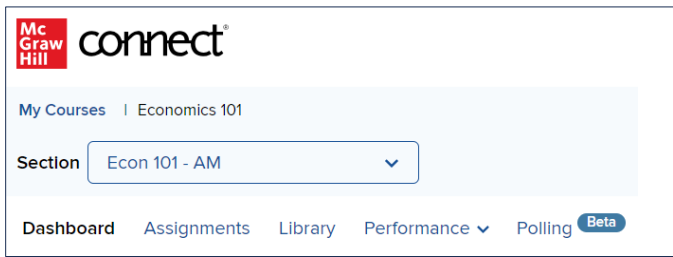 Mc
Graw
Hill
connect®
My Courses | Economics 101
Section Econ 101 - AM
Dashboard Assignments Library Performance Polling Beta